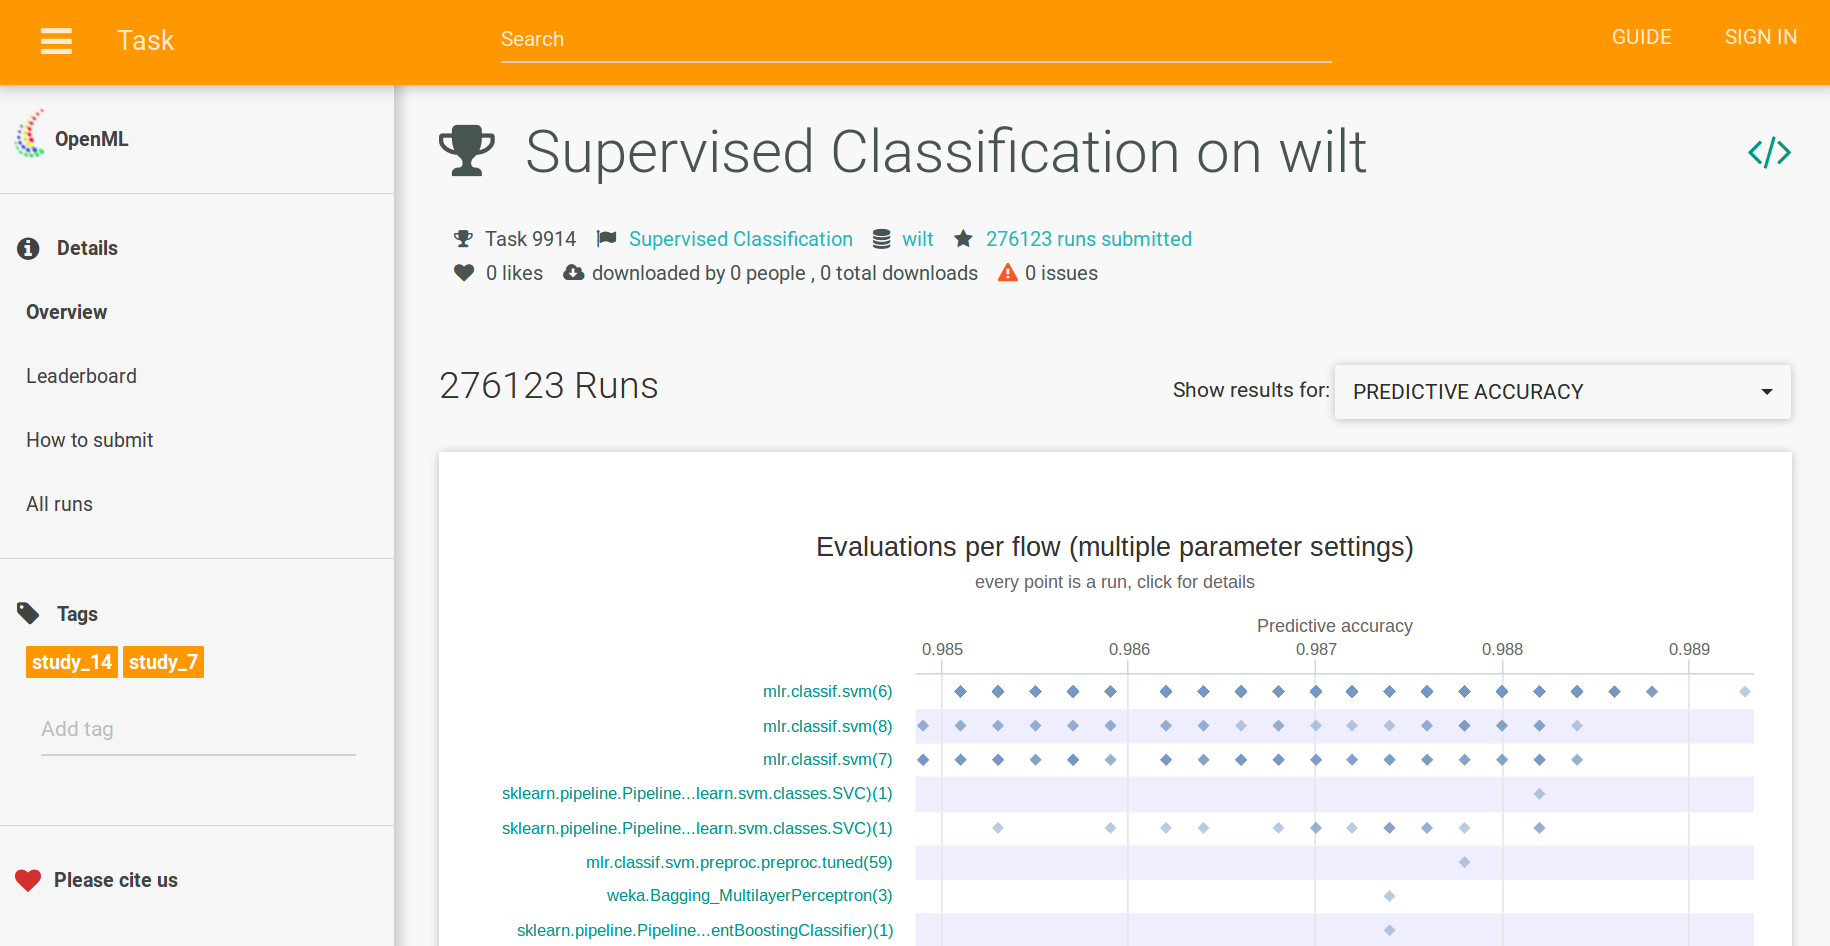 Task
Search
GUIDE
SIGN IN
OpenML
Details
Overview
Leaderboard
How to submit
All runs
Tags
study_14 study_7
Add tag
Please cite us
Supervised Classification on wilt
</>
Task 9914 Supervised Classification wilt 276123 runs submitted
0 likes downloaded by 0 people , 0 total downloads 0 issues
276123 Runs
Show results for: PREDICTIVE ACCURACY
Evaluations per flow (multiple parameter settings)
every point is a run, click for details
Predictive accuracy
0.985 0.986 0.987 0.988 0.989
mlr.classif.svm(6)
mlr.classif.svm(8)
mlr.classif.svm(7)
sklearn.pipeline.Pipeline...learn.svm.classes.SVC)(1)
sklearn.pipeline.Pipeline...learn.svm.classes.SVC)(1)
mlr.classif.svm.preproc.preproc.tuned(59)
weka.Bagging_MultilayerPerceptron(3)
sklearn.pipeline.Pipeline...entBoostingClassifier)(1)